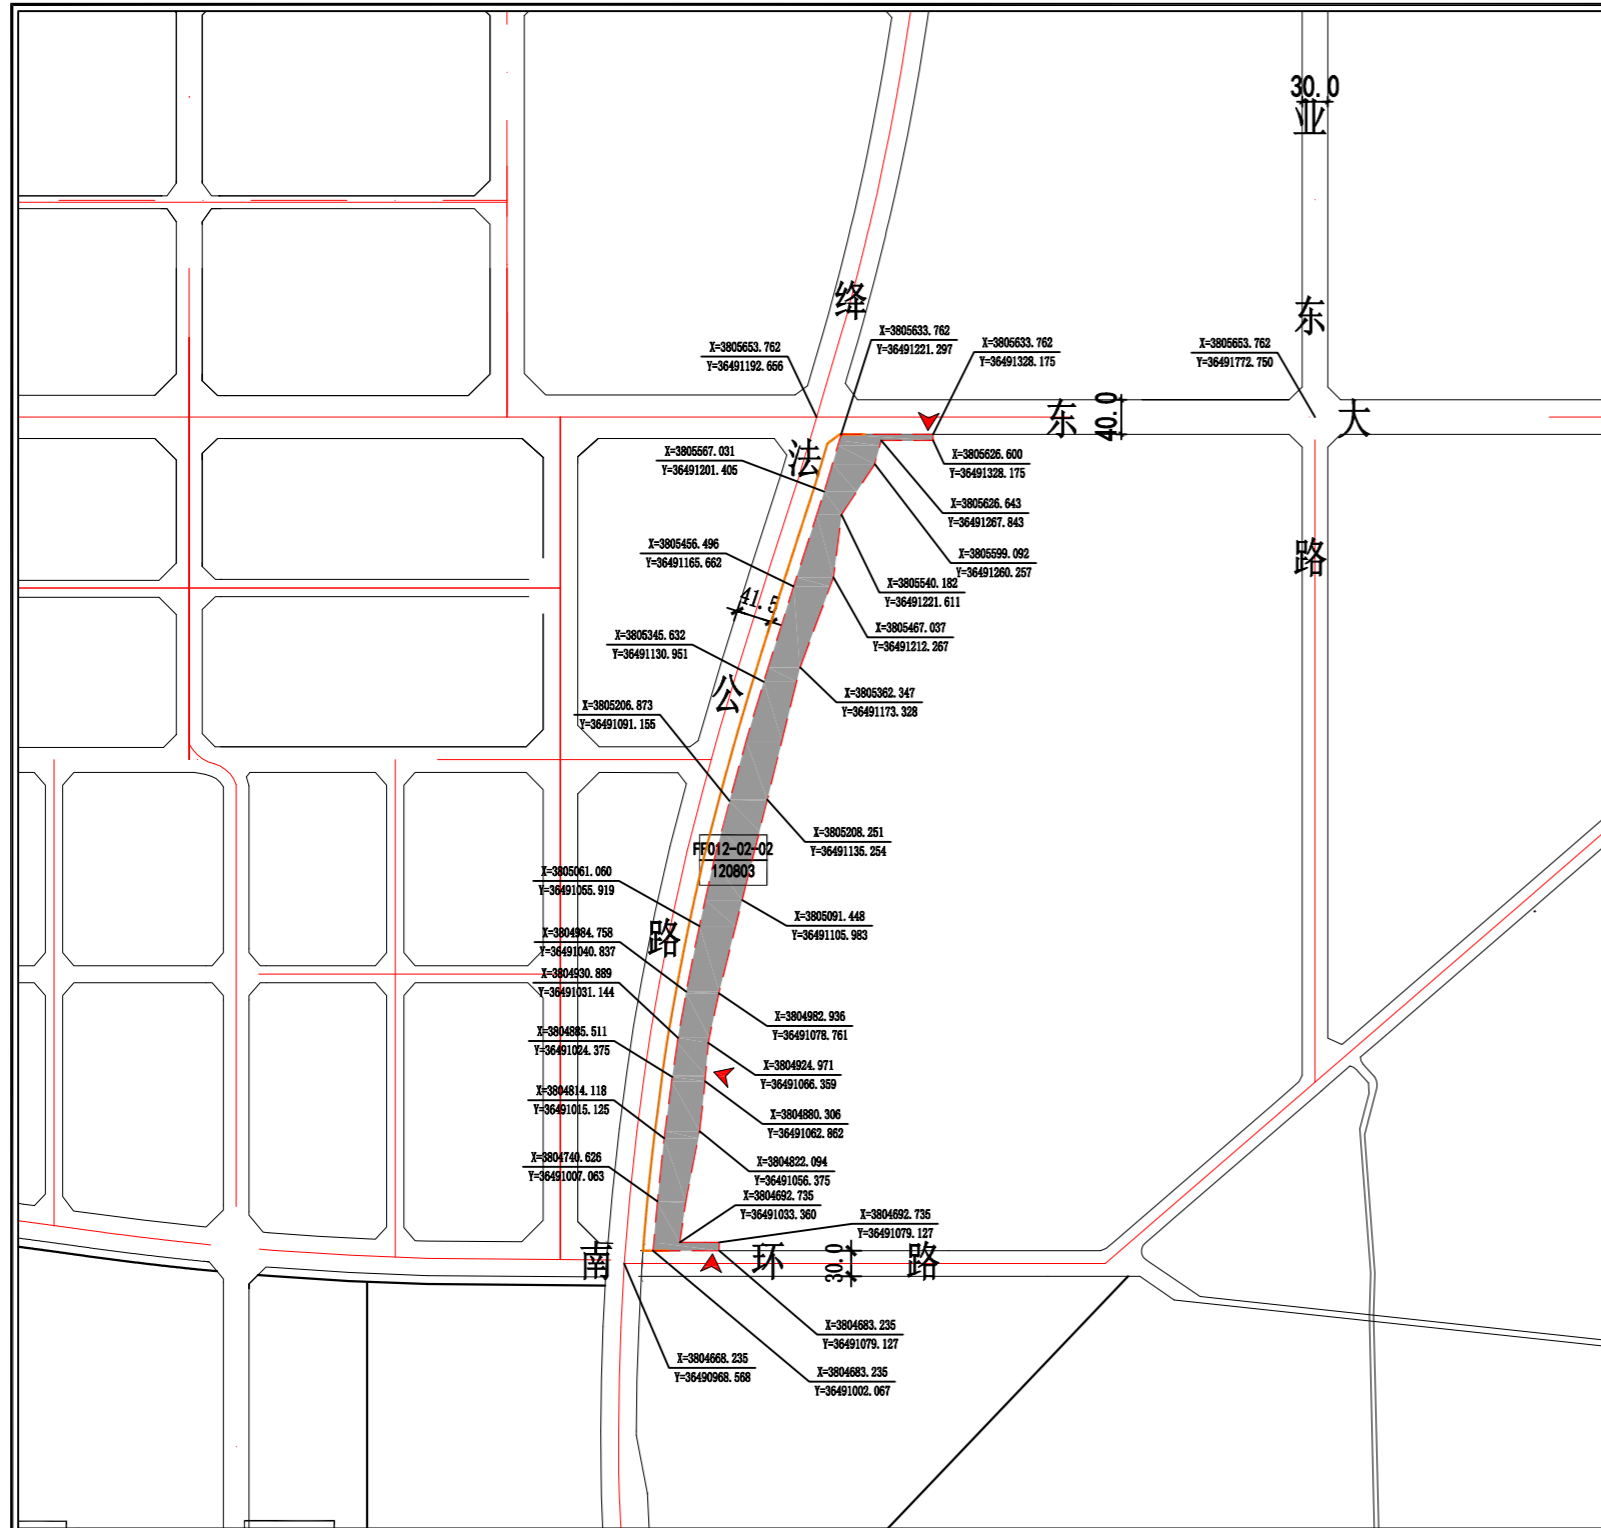 30.0
亚
东
路
绛
法
公
路
东
大
40.0
41.5
南
环
路
30.0
FF012-02-02
120803
X=3805653.762
Y=36491192.656
X=3805633.762
Y=36491221.297
X=3805633.762
Y=36491328.175
X=3805653.762
Y=36491772.750
X=3805567.031
Y=36491201.405
X=3805626.600
Y=36491328.175
X=3805626.643
Y=36491267.843
X=3805456.496
Y=36491165.662
X=3805599.092
Y=36491260.257
X=3805540.182
Y=36491221.611
X=3805345.632
Y=36491130.951
X=3805467.037
Y=36491212.267
X=3805206.873
Y=36491091.155
X=3805362.347
Y=36491173.328
X=3805208.251
Y=36491135.254
X=3805061.060
Y=36491055.919
X=3805091.448
Y=36491105.983
X=3804984.758
Y=36491040.837
X=3804930.889
Y=36491031.144
X=3804982.936
Y=36491078.761
X=3804885.511
Y=36491024.375
X=3804924.971
Y=36491066.359
X=3804814.118
Y=36491015.125
X=3804880.306
Y=36491062.862
X=3804740.626
Y=36491007.063
X=3804822.094
Y=36491056.375
X=3804692.735
Y=36491033.360
X=3804692.735
Y=36491079.127
X=3804683.235
Y=36491079.127
X=3804668.235
Y=36490968.568
X=3804683.235
Y=36491002.067